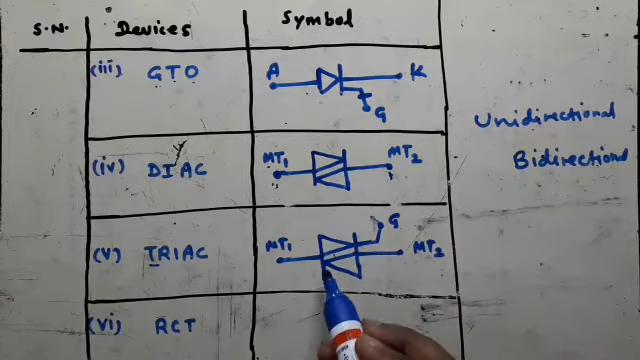 S.N. Devices Symbol
(iii) GTO A K G
Unidirectional
Bidirectional
(iv) DIAC MT1 MT2
(v) TRIAC MT1 G MT2
(vi) RCT